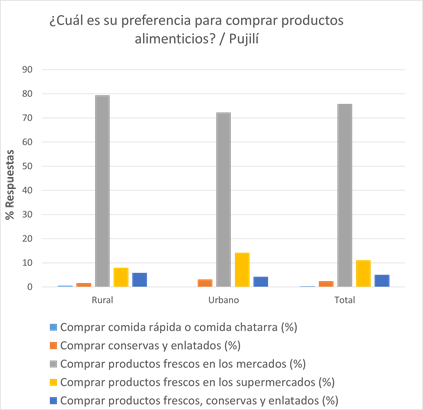 ¿Cuál es su preferencia para comprar productos
alimenticios? / Pujilí
90
80
70
60
50
40
30
20
10
0
% Respuestas
Rural Urbano Total
Comprar comida rápida o comida chatarra (%)
Comprar conservas y enlatados (%)
Comprar productos frescos en los mercados (%)
Comprar productos frescos en los supermercados (%)
Comprar productos frescos, conservas y enlatados (%)